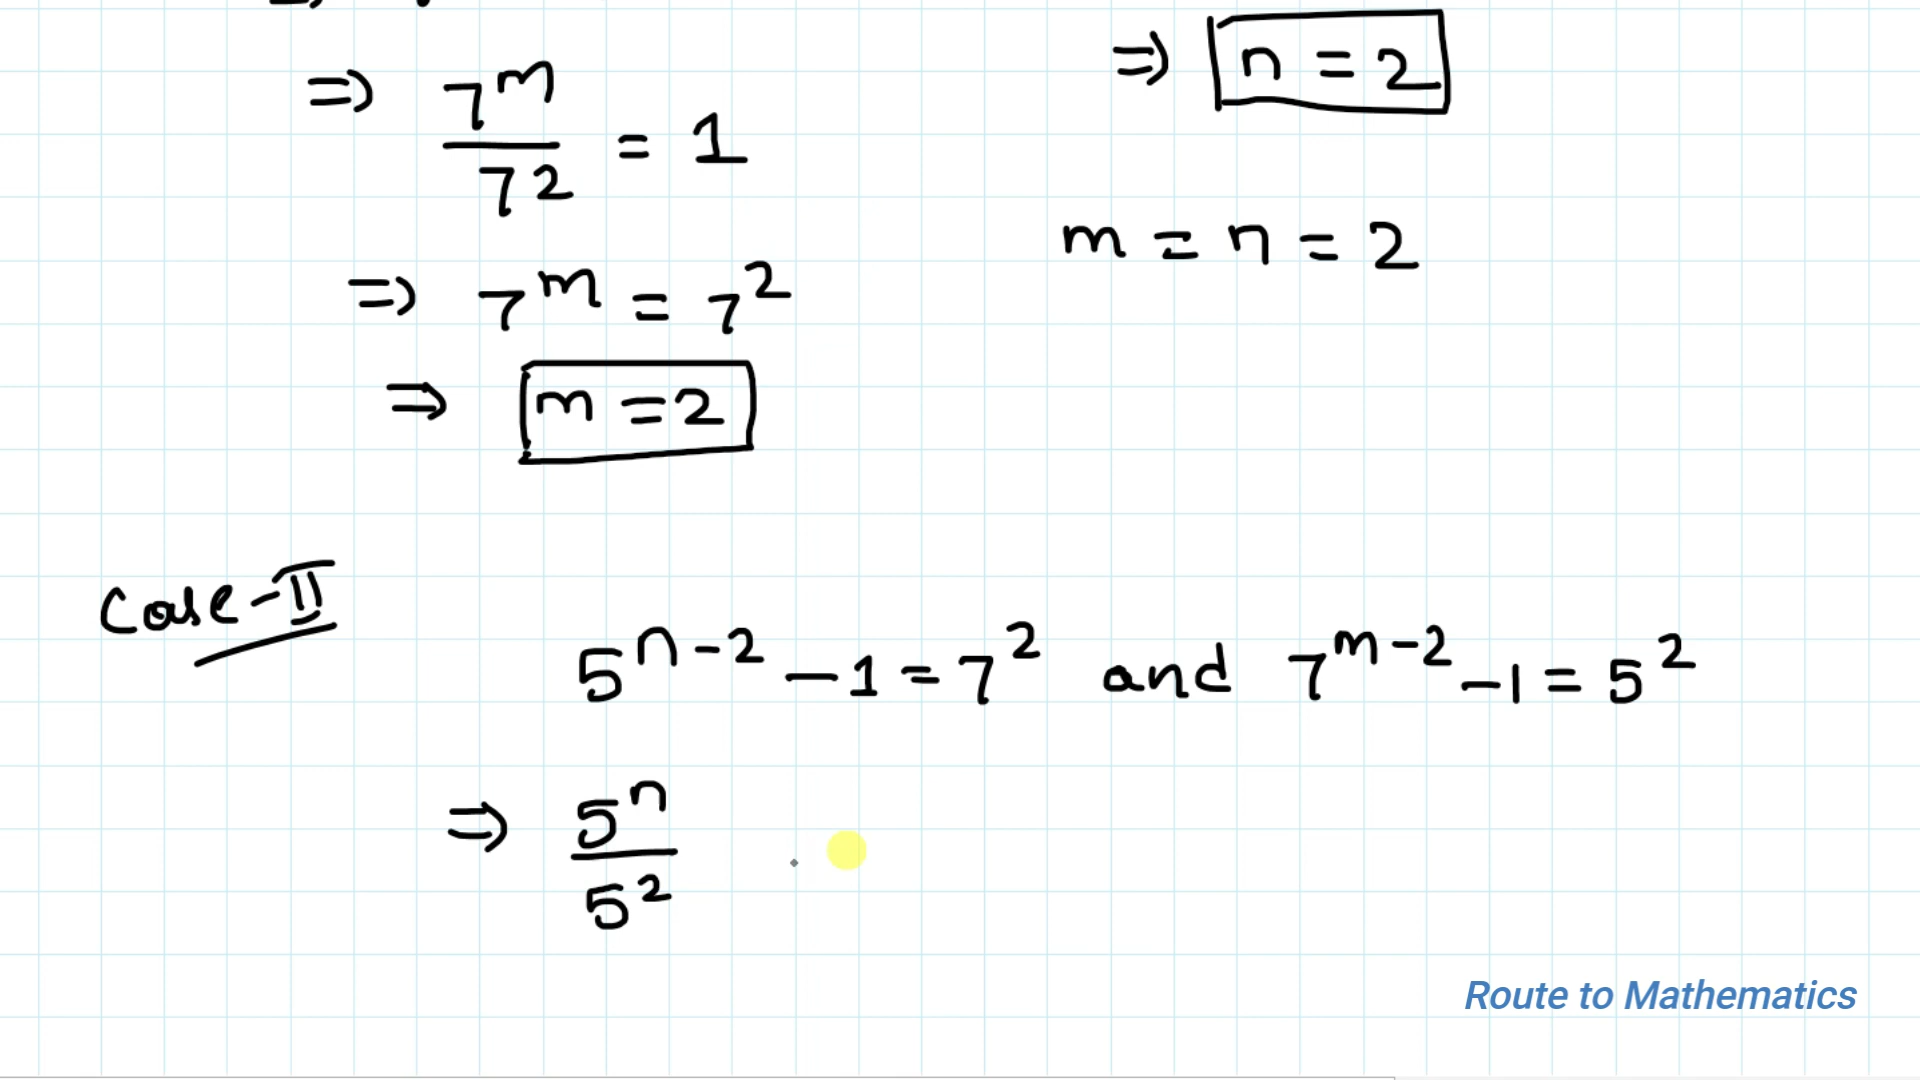 ⇒ 7^m / 7^2 = 1
⇒ 7^m = 7^2
⇒ m = 2
⇒ n = 2
m = n = 2
Case-II
5^(n-2) - 1 = 7^2 and 7^(m-2) - 1 = 5^2
⇒ 5^n / 5^2
Route to Mathematics